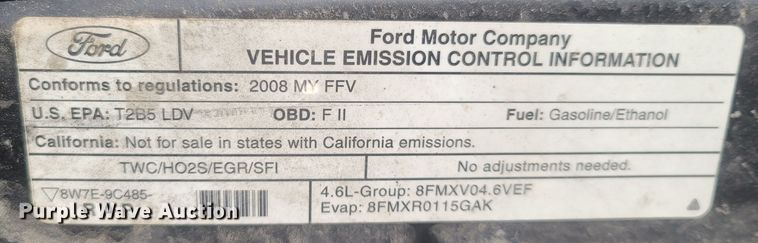 Ford
Ford Motor Company
VEHICLE EMISSION CONTROL INFORMATION
Conforms to regulations: 2008 MY FFV
U.S. EPA: T2B5 LDV OBD: F II Fuel: Gasoline/Ethanol
California: Not for sale in states with California emissions.
TWC/HO2S/EGR/SFI No adjustments needed.
8W7E-9C485-
4.6L-Group: 8FMXV04.6VEF
Evap: 8FMXR0115GAK
Purple Wave Auction